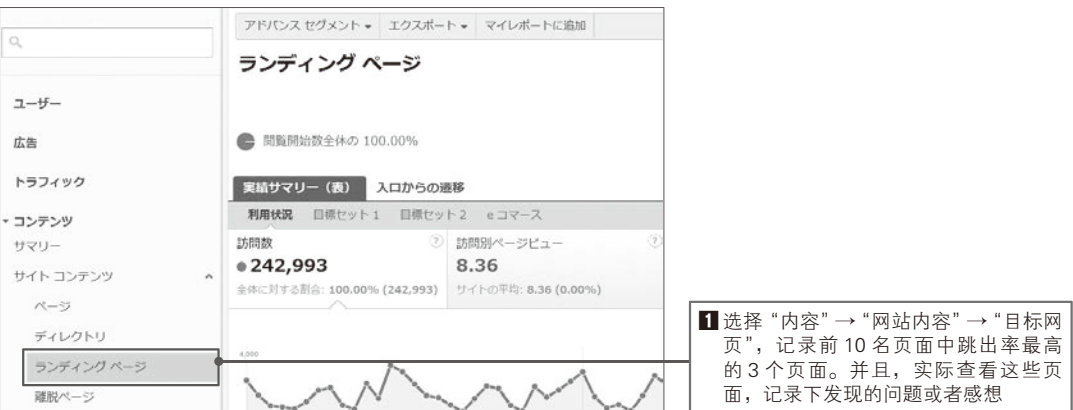 アドバンス セグメント エクスポート マイレポートに追加
ランディング ページ
ユーザー
広告
閲覧開始数全体の 100.00%
トラフィック
実績サマリー（表） 入口からの遷移
コンテンツ
利用状況 目標セット 1 目標セット 2 e コマース
サマリー
訪問数 ? 訪問別ページビュー ?
242,993 8.36
サイト コンテンツ
全体に対する割合: 100.00% (242,993) サイトの平均: 8.36 (0.00%)
ページ
ディレクトリ
4,000
ランディング ページ
離脱ページ
1 选择“内容”→“网站内容”→“目标网
页”，记录前 10 名页面中跳出率最高
的 3 个页面。并且，实际查看这些页
面，记录下发现的问题或者感想